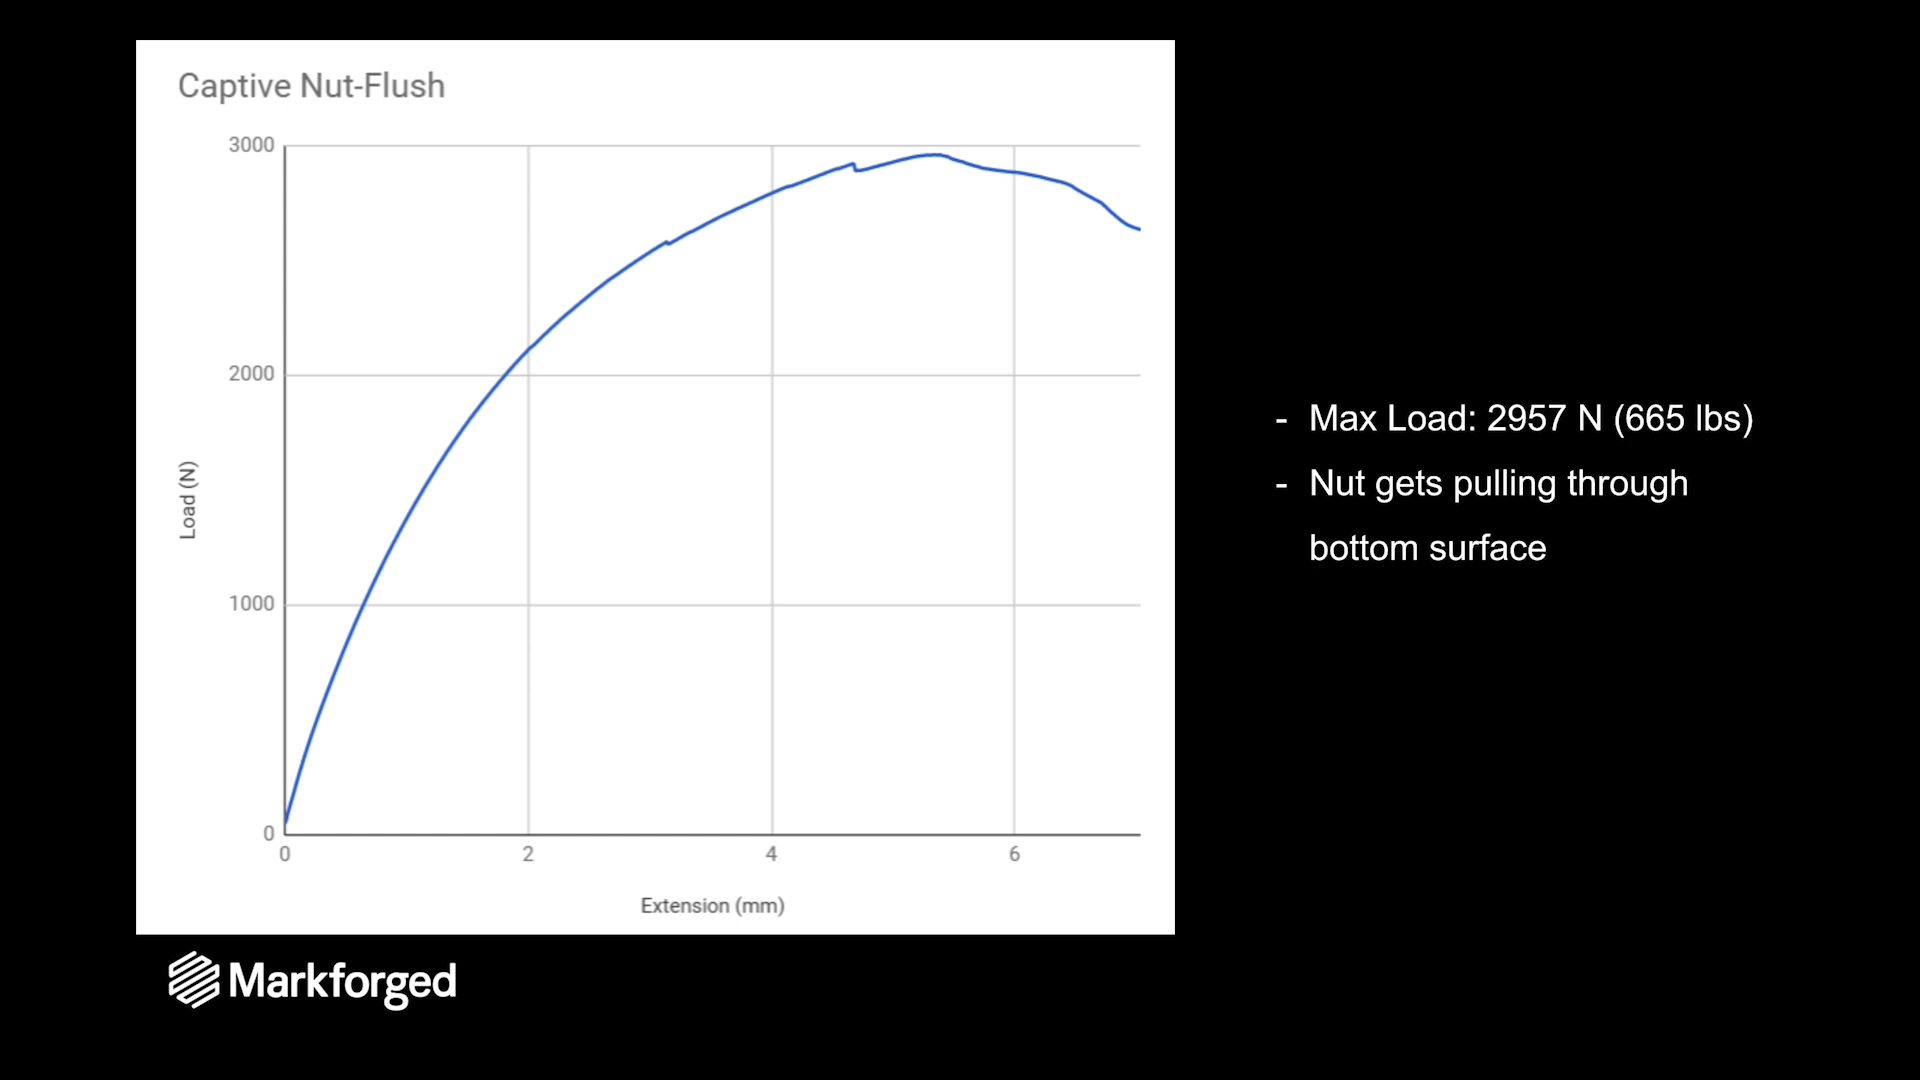 Captive Nut-Flush
3000
2000
1000
0
Load (N)
0 2 4 6
Extension (mm)
- Max Load: 2957 N (665 lbs)
- Nut gets pulling through
bottom surface
Markforged